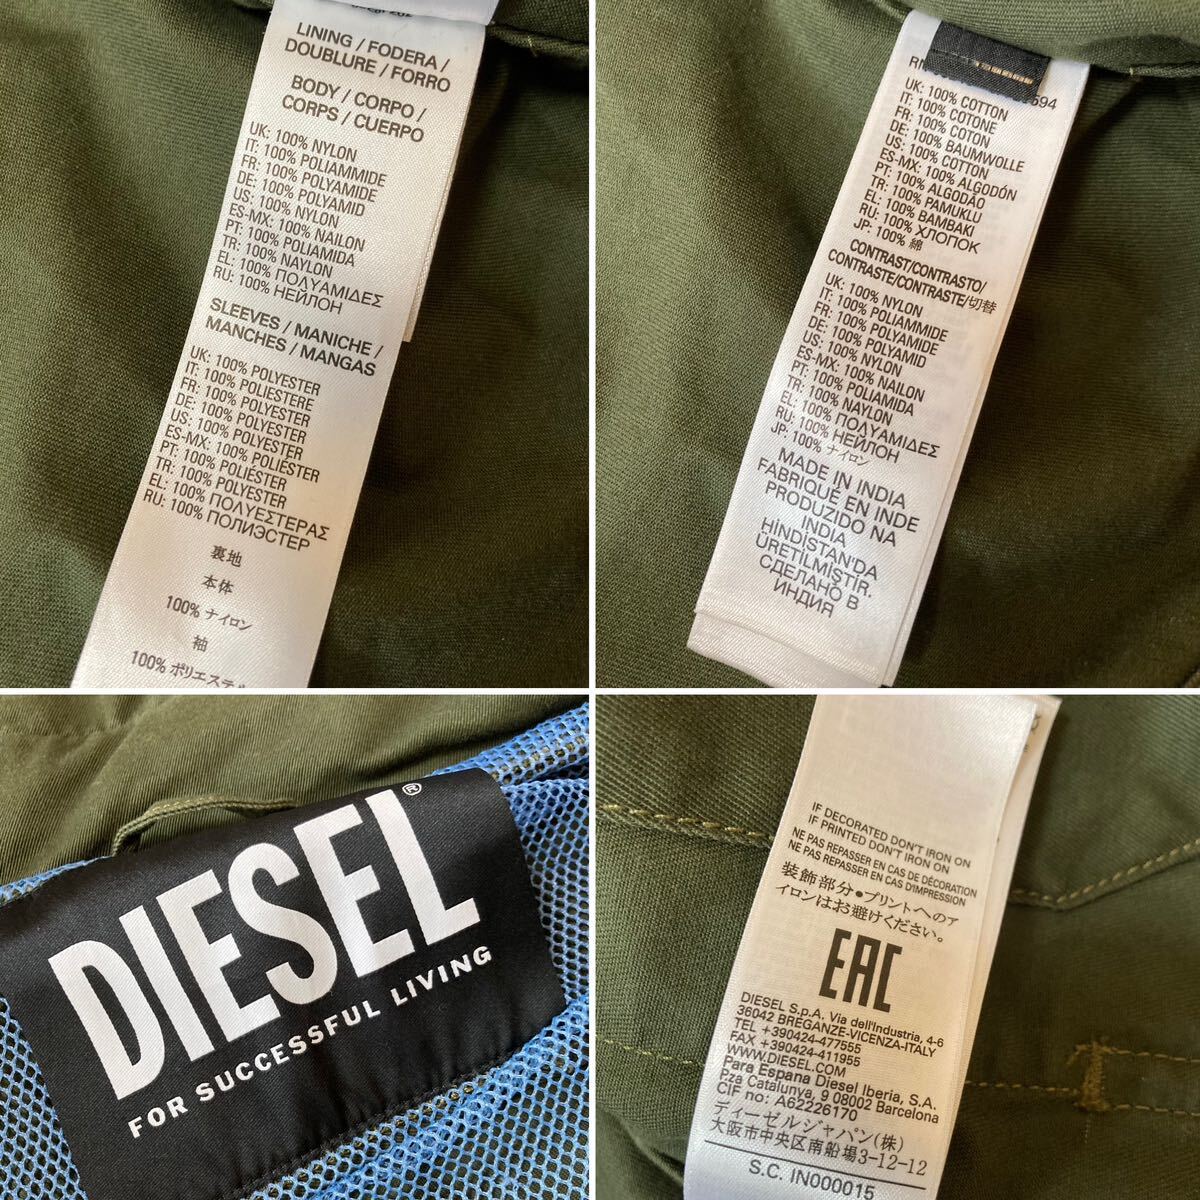 LINING / FODERA /
DOUBLURE / FORRO
BODY / CORPO /
CORPS / CUERPO
UK: 100% NYLON
IT: 100% POLIAMMIDE
FR: 100% POLYAMIDE
DE: 100% POLYAMID
US: 100% NYLON
ES-MX: 100% NAILON
PT: 100% POLIAMIDA
TR: 100% NAYLON
EL: 100% ΠΟΛΥΑΜΙΔΕΣ
RU: 100% НЕЙЛОН
SLEEVES / MANICHE /
MANCHES / MANGAS
UK: 100% POLYESTER
IT: 100% POLIESTERE
FR: 100% POLYESTER
DE: 100% POLYESTER
US: 100% POLYESTER
ES-MX: 100% POLIÉSTER
PT: 100% POLIÉSTER
TR: 100% POLYESTER
EL: 100% ΠΟΛΥΕΣΤΕΡΑΣ
RU: 100% ПОЛИЭСТЕР
裏地
本体
100% ナイロン
袖
100% ポリエステル
594
UK: 100% COTTON
IT: 100% COTONE
FR: 100% COTON
DE: 100% BAUMWOLLE
US: 100% COTTON
ES-MX: 100% ALGODÓN
PT: 100% ALGODÃO
TR: 100% PAMUKLU
EL: 100% BAMBAKI
RU: 100% ХЛОПОК
JP: 100% 綿
CONTRAST/CONTRASTO/
CONTRASTE/CONTRASTE/切替
UK: 100% NYLON
IT: 100% POLIAMMIDE
FR: 100% POLYAMIDE
DE: 100% POLYAMID
US: 100% NYLON
ES-MX: 100% NAILON
PT: 100% POLIAMIDA
TR: 100% NAYLON
EL: 100% ΠΟΛΥΑΜΙΔΕΣ
RU: 100% НЕЙЛОН
JP: 100% ナイロン
MADE IN INDIA
FABRIQUÉ EN INDE
PRODUZIDO NA
INDIA
HİNDİSTAN'DA
ÜRETİLMİŞTİR.
СДЕЛАНО В
ИНДИЯ
DIESEL®
FOR SUCCESSFUL LIVING
IF DECORATED DON'T IRON ON
IF PRINTED DON'T IRON ON
NE PAS REPASSER EN CAS DE DÉCORATION
NE PAS REPASSER EN CAS D'IMPRESSION
装飾部分●プリントへのア
イロンはお避けください。
EAC
DIESEL S.p.A. Via dell'Industria, 4-6
36042 BREGANZE-VICENZA-ITALY
TEL +390424-477555
FAX +390424-411955
WWW.DIESEL.COM
Para Espana Diesel Iberia, S.A.
Pza Catalunya, 9 08002 Barcelona
CIF no: A62226170
ディーゼルジャパン(株)
大阪市中央区南船場3-12-12
S.C. IN000015